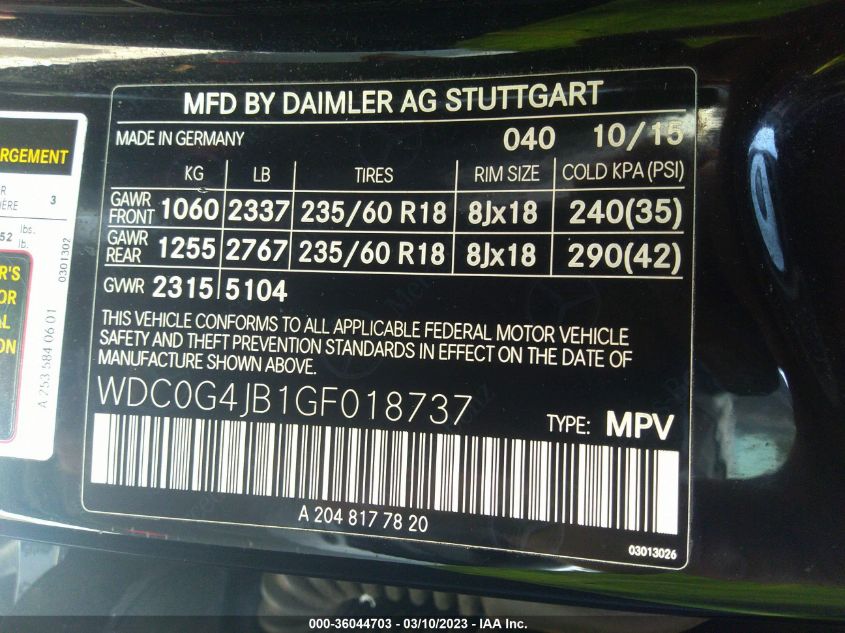 MFD BY DAIMLER AG STUTTGART
MADE IN GERMANY 040 10/15
KG LB TIRES RIM SIZE COLD KPA (PSI)
GAWR FRONT 1060 2337 235/60 R18 8Jx18 240(35)
GAWR REAR 1255 2767 235/60 R18 8Jx18 290(42)
GVWR 2315 5104
THIS VEHICLE CONFORMS TO ALL APPLICABLE FEDERAL MOTOR VEHICLE
SAFETY AND THEFT PREVENTION STANDARDS IN EFFECT ON THE DATE OF
MANUFACTURE SHOWN ABOVE.
WDC0G4JB1GF018737
TYPE: MPV
A 204 817 78 20
03013026
3
lbs.
lb.
0301302
A 253 584 06 01
000-36044703 — 03/10/2023 — IAA Inc.